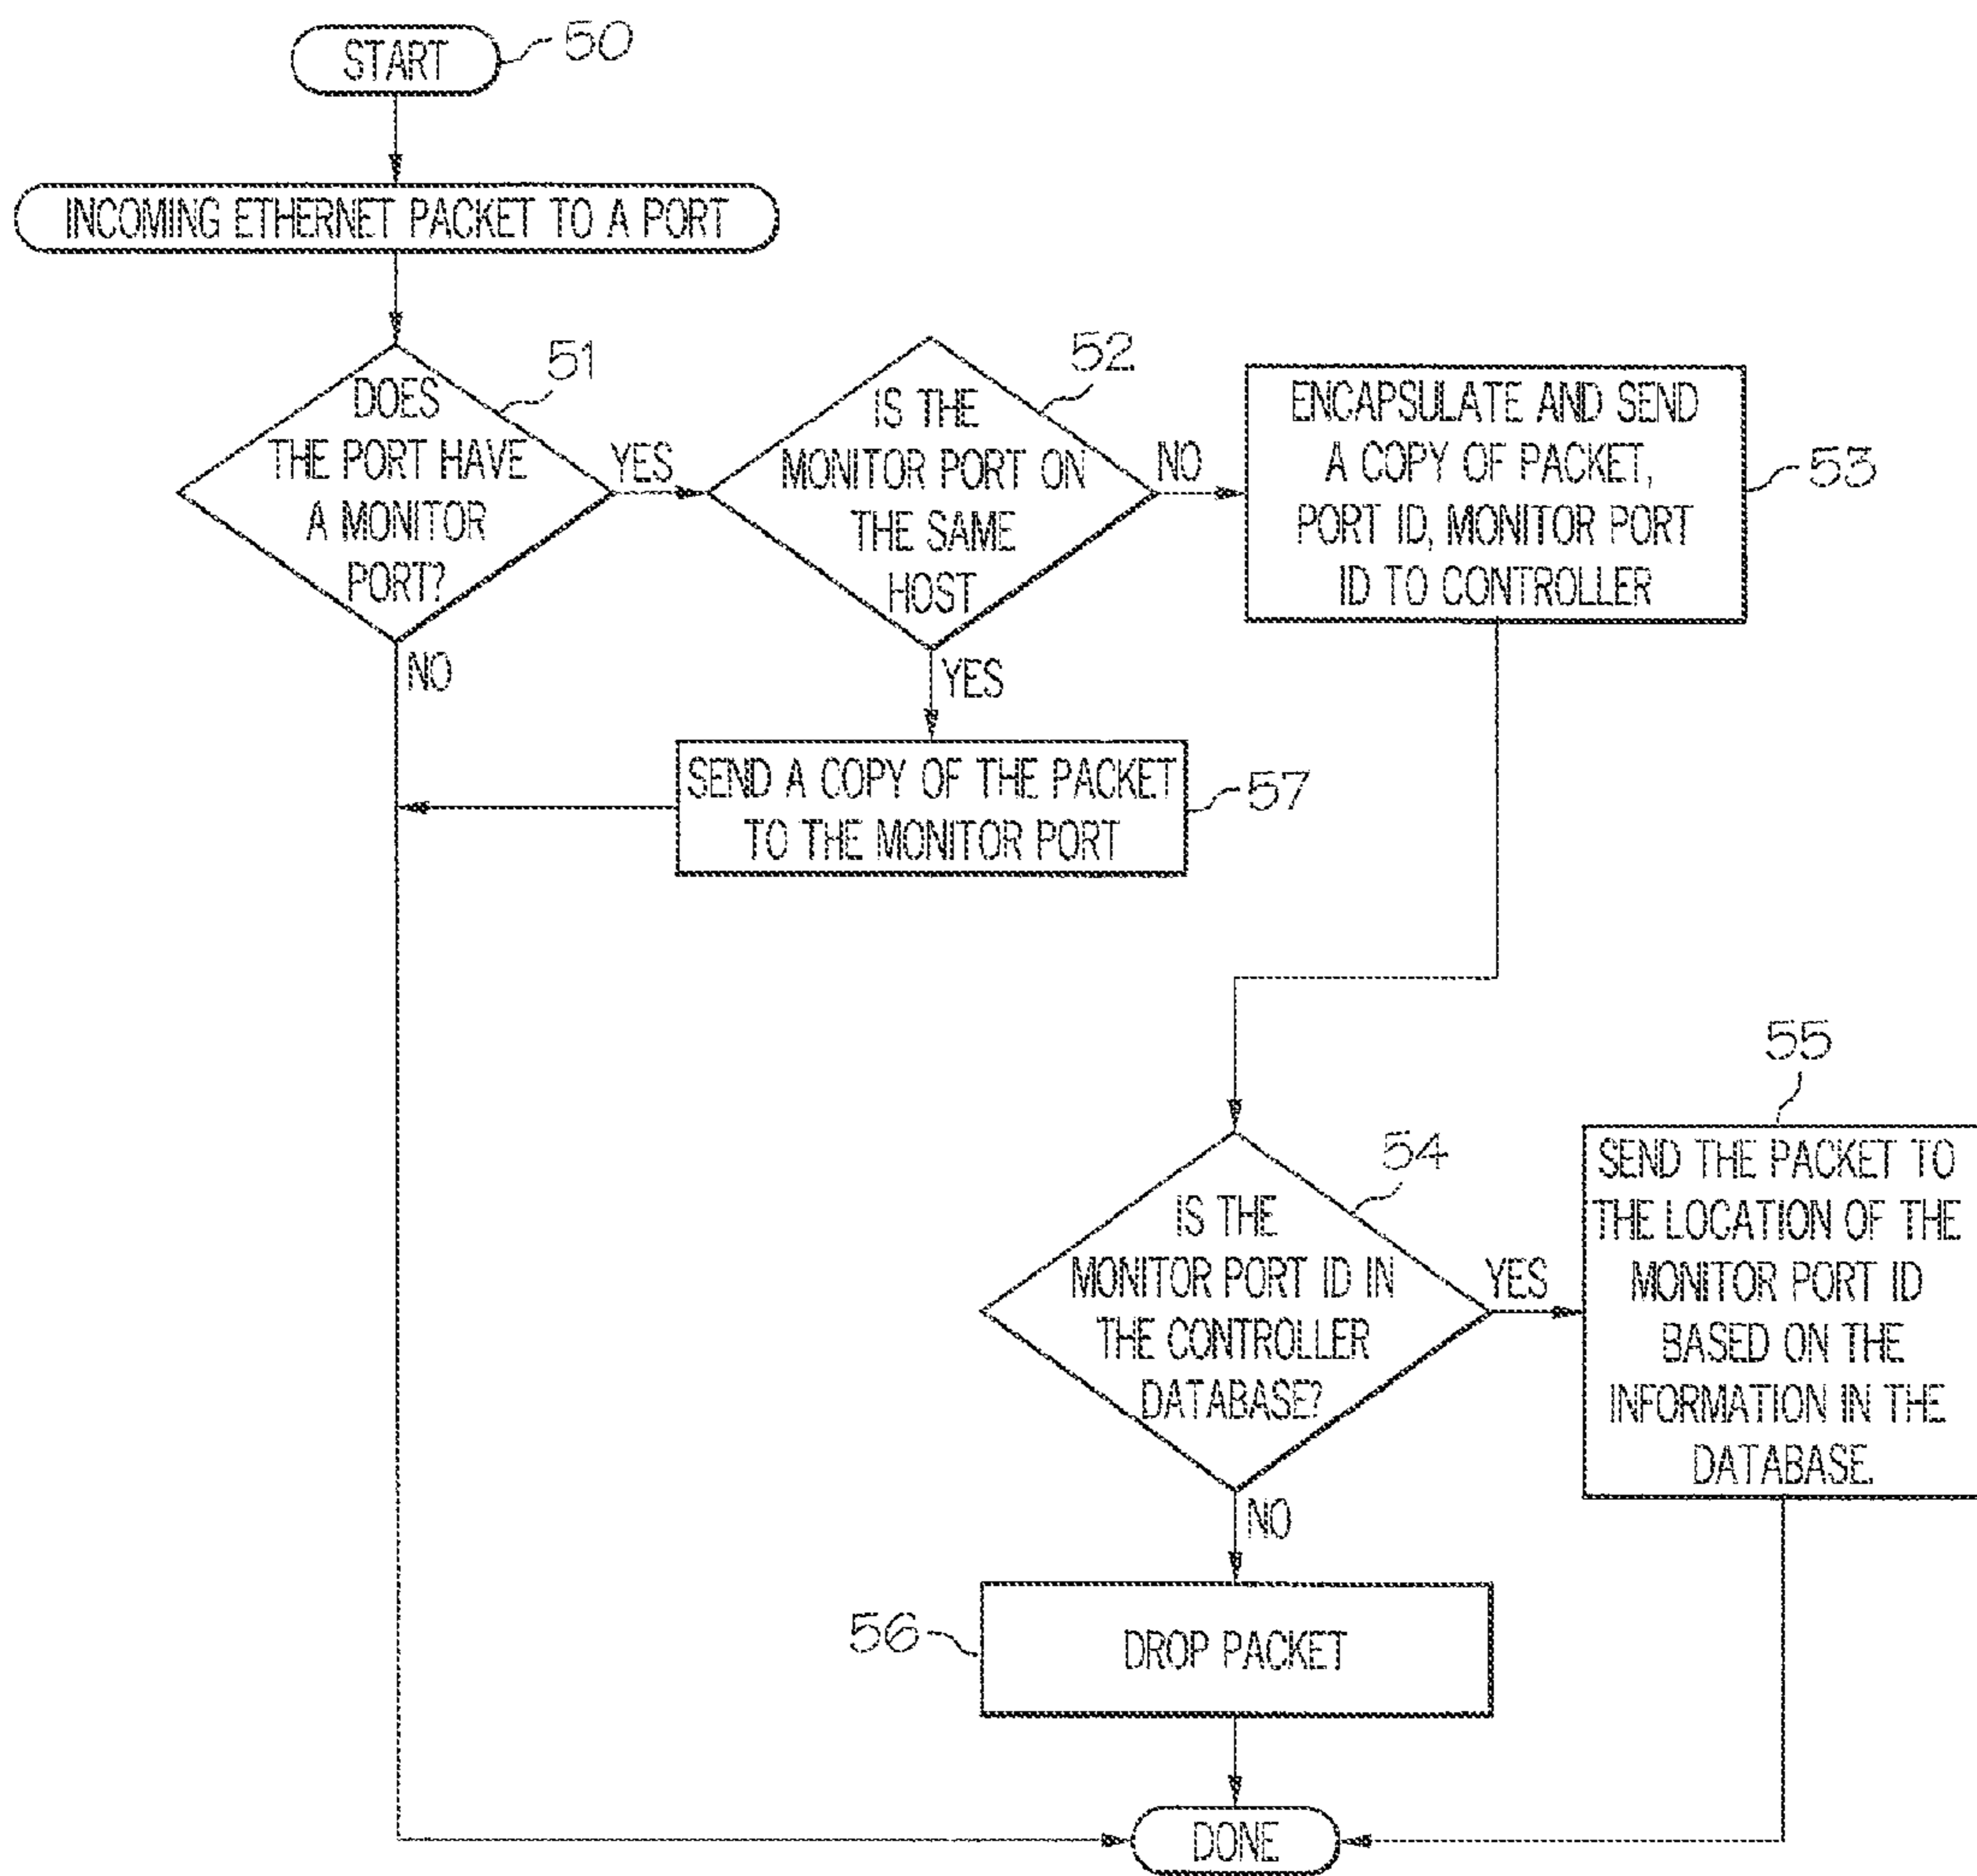 START
50
INCOMING ETHERNET PACKET TO A PORT
51
DOES
THE PORT HAVE
A MONITOR
PORT?
YES
NO
52
IS THE
MONITOR PORT ON
THE SAME
HOST
NO
YES
ENCAPSULATE AND SEND
A COPY OF PACKET,
PORT ID, MONITOR PORT
ID TO CONTROLLER
53
SEND A COPY OF THE PACKET
TO THE MONITOR PORT
57
54
IS THE
MONITOR PORT ID IN
THE CONTROLLER
DATABASE?
YES
NO
55
SEND THE PACKET TO
THE LOCATION OF THE
MONITOR PORT ID
BASED ON THE
INFORMATION IN THE
DATABASE.
56
DROP PACKET
DONE